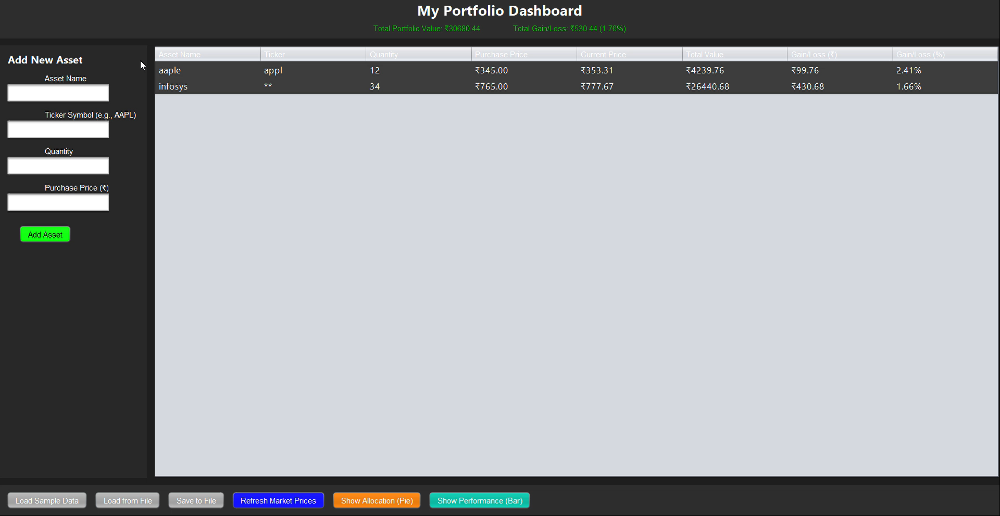 My Portfolio Dashboard
Total Portfolio Value: ₹30680.44 Total Gain/Loss: ₹530.44 (1.76%)
Add New Asset
Asset Name
Ticker Symbol (e.g., AAPL)
Quantity
Purchase Price (₹)
Add Asset
Asset Name Ticker Quantity Purchase Price Current Price Total Value Gain/Loss (₹) Gain/Loss (%)
aaple appl 12 ₹345.00 ₹353.31 ₹4239.76 ₹99.76 2.41%
infosys ** 34 ₹765.00 ₹777.67 ₹26440.68 ₹430.68 1.66%
Load Sample Data Load from File Save to File Refresh Market Prices Show Allocation (Pie) Show Performance (Bar)